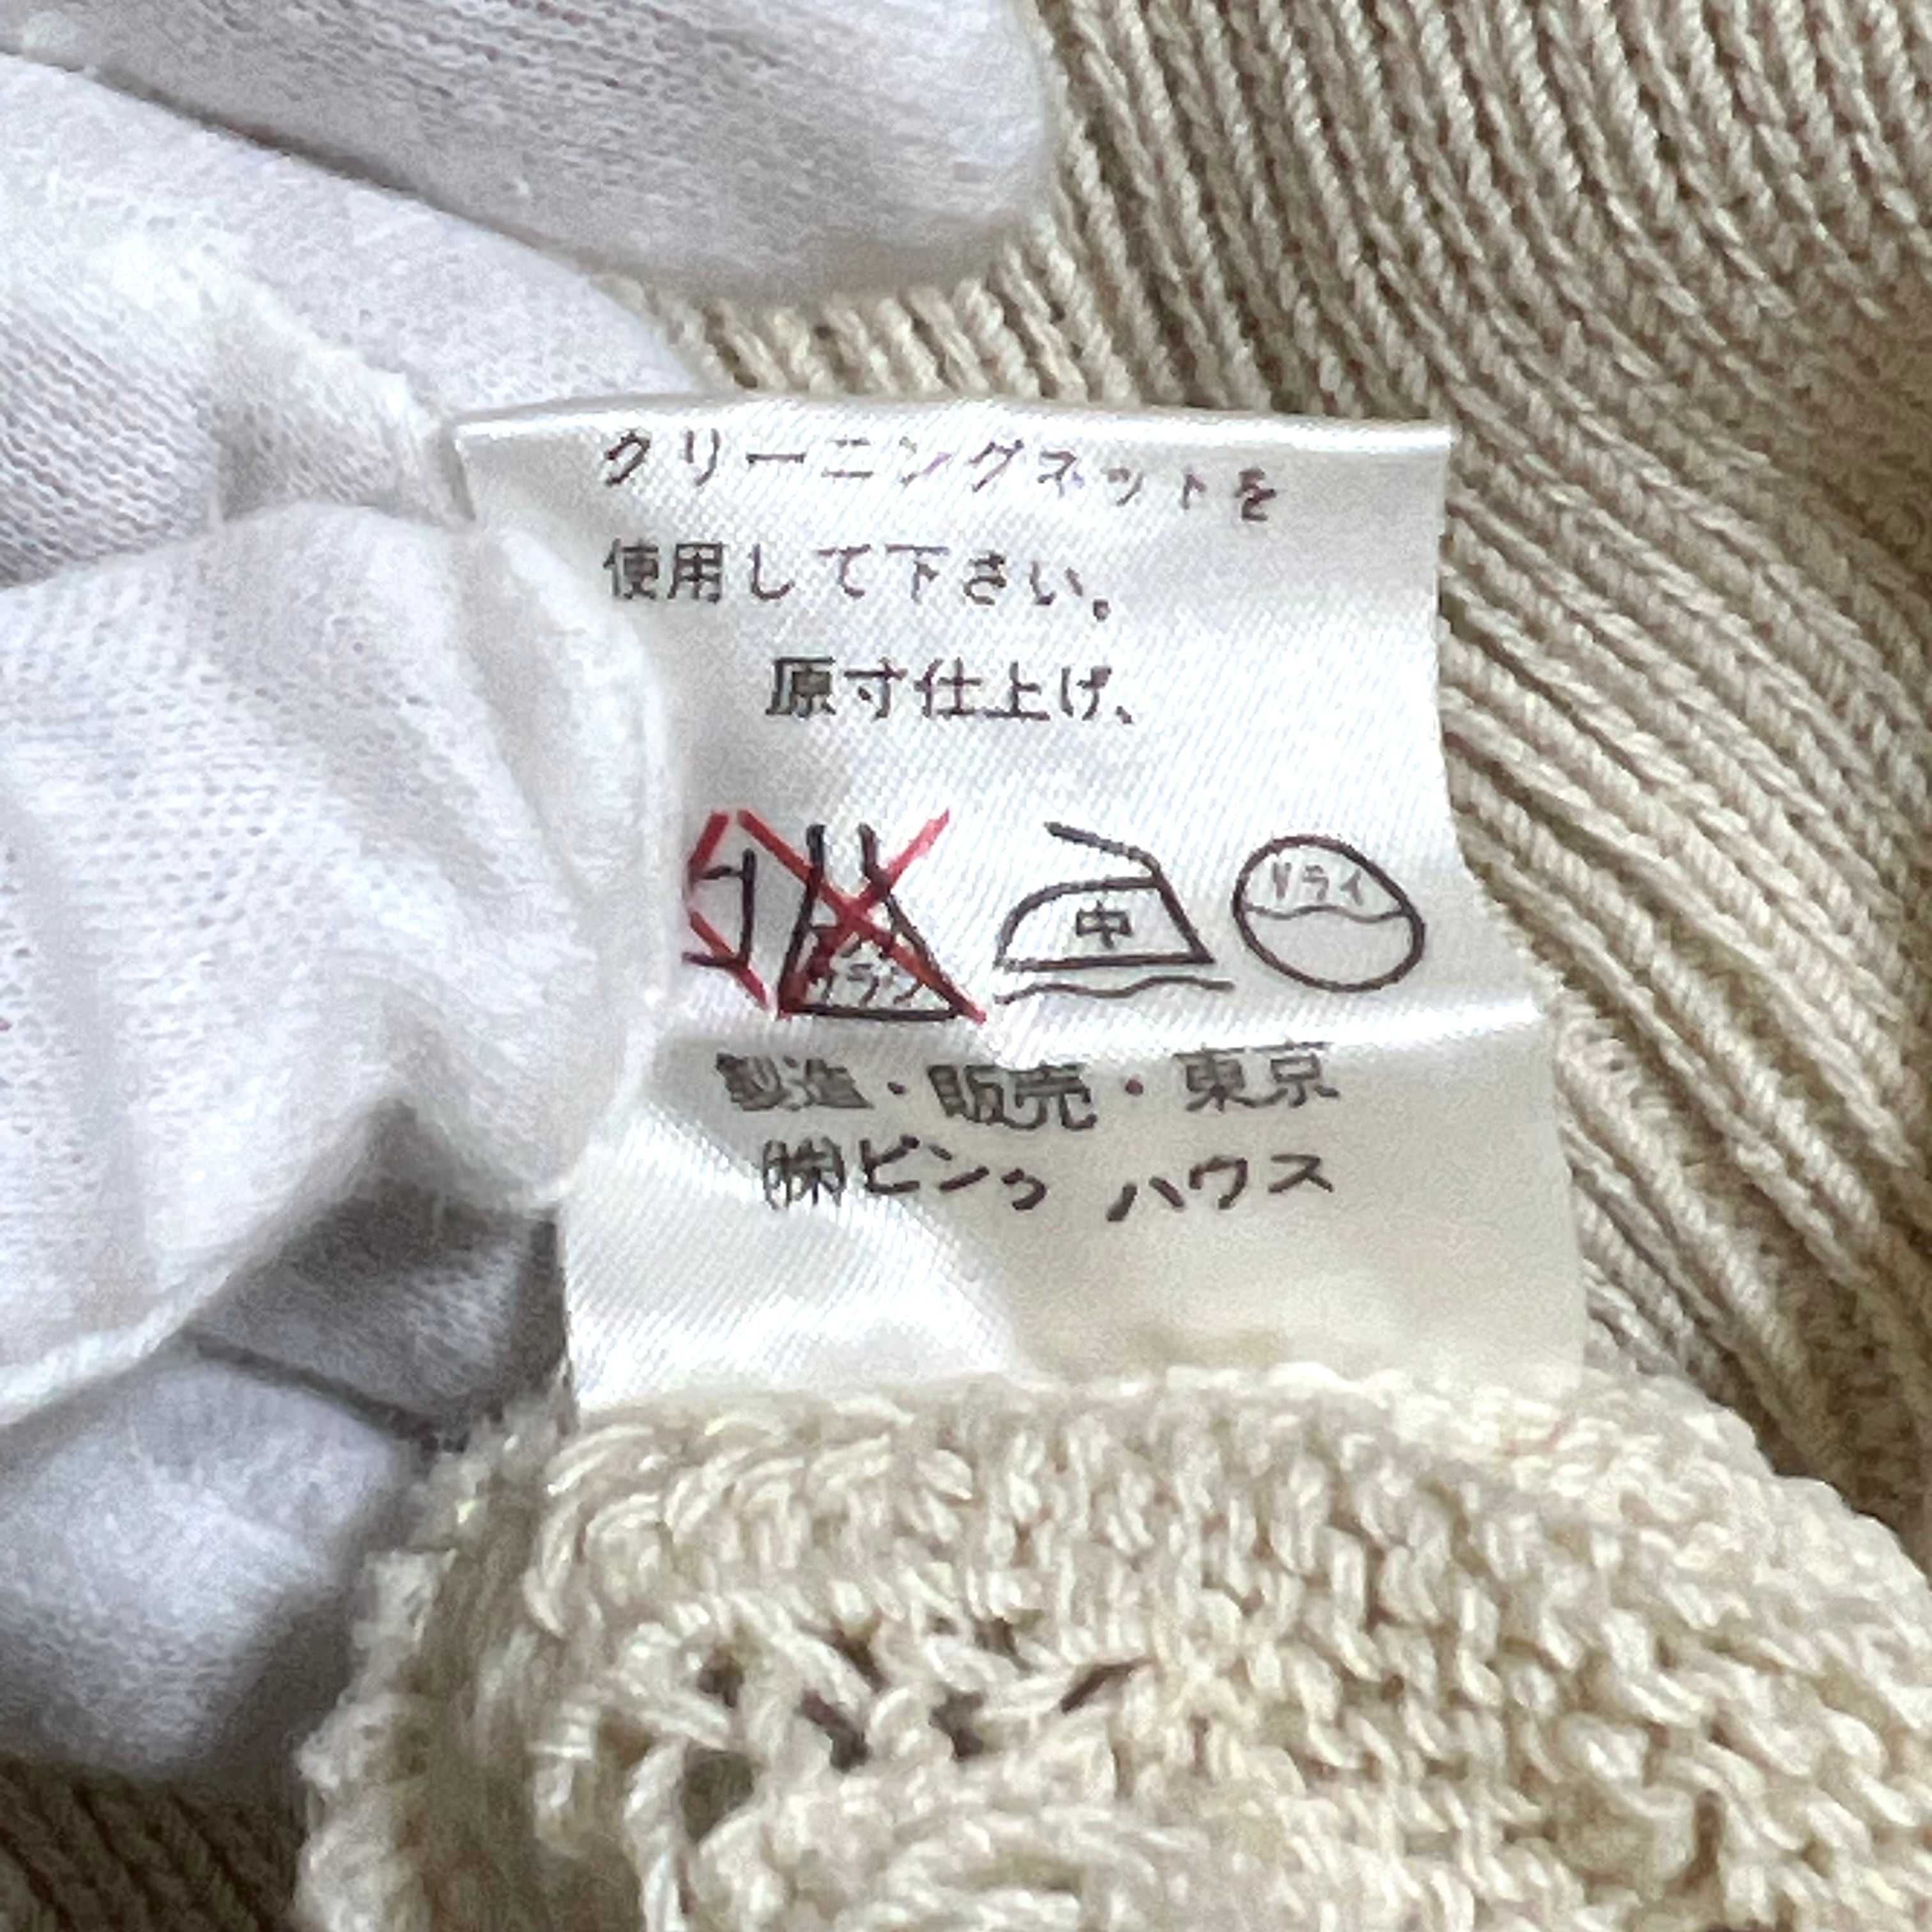 クリーニングネットを
使用して下さい。
原寸仕上げ、
中 ドライ
製造・販売・東京
㈱ピンク ハウス